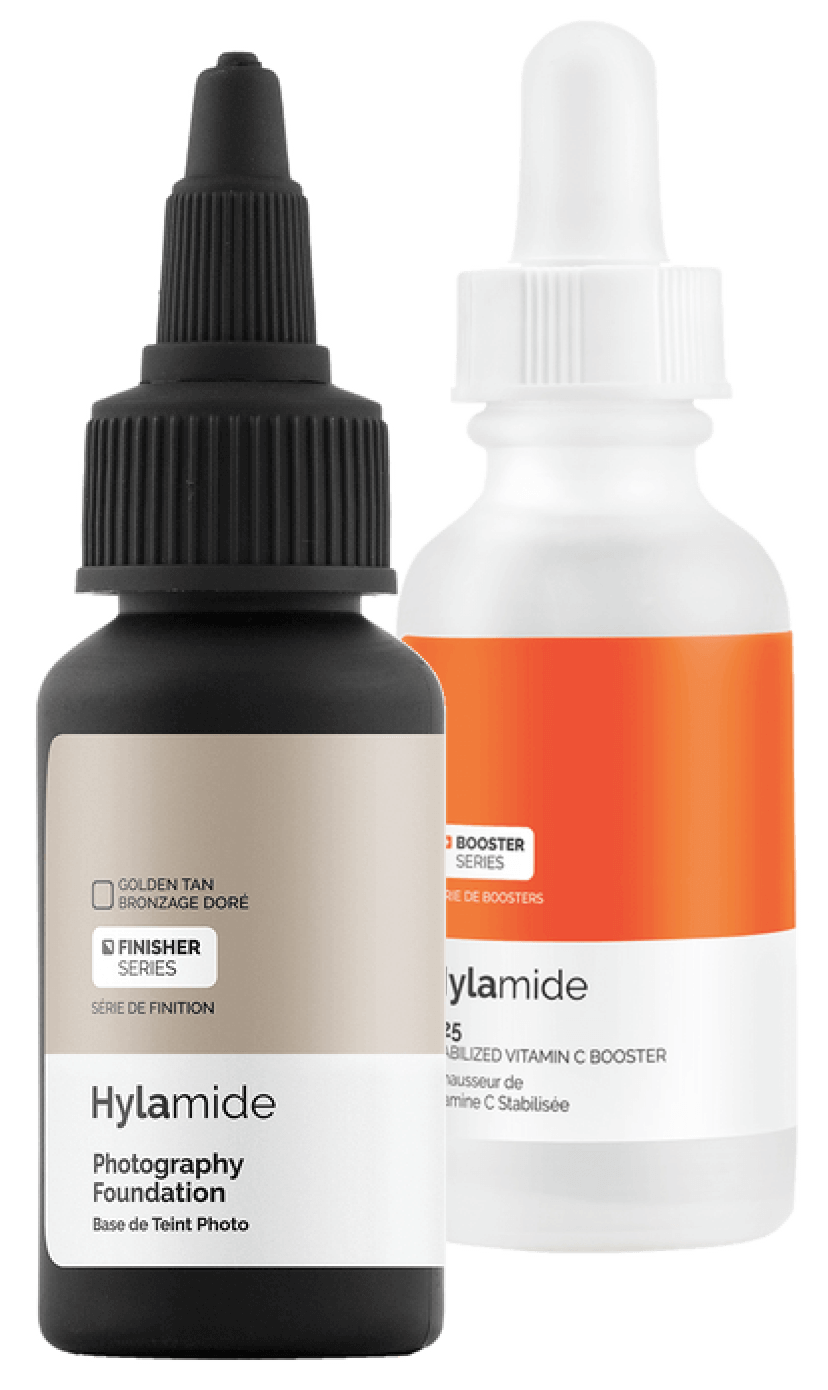 GOLDEN TAN
BRONZAGE DORÉ
FINISHER
SERIES
SÉRIE DE FINITION
Hylamide
Photography
Foundation
Base de Teint Photo
BOOSTER
SERIES
RIE DE BOOSTERS
ylamide
25
ABILIZED VITAMIN C BOOSTER
hausseur de
amine C Stabilisée